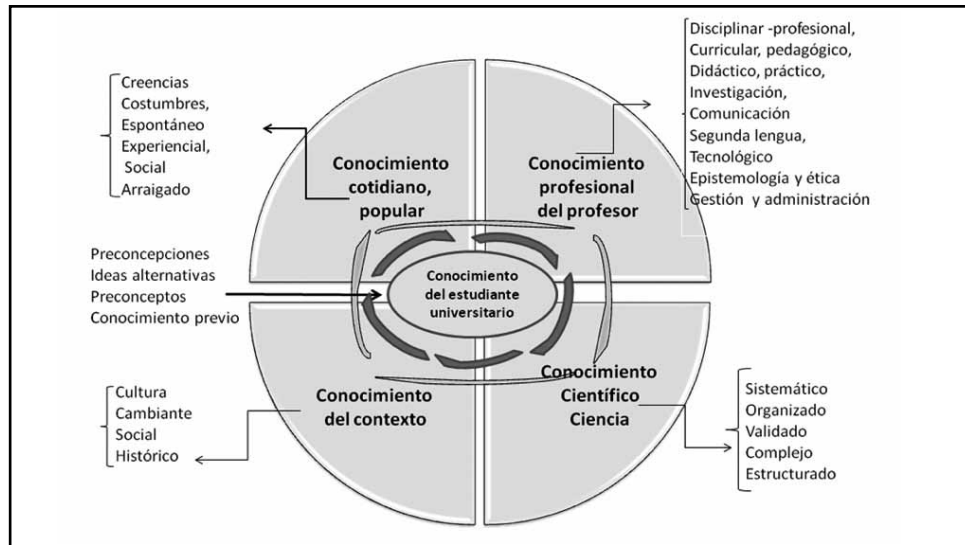 Creencias
Costumbres,
Espontáneo
Experiencial,
Social
Arraigado
Conocimiento
cotidiano,
popular
Disciplinar -profesional,
Curricular, pedagógico,
Didáctico, práctico,
Investigación,
Comunicación
Segunda lengua,
Tecnológico
Epistemología y ética
Gestión y administración
Conocimiento
profesional
del profesor
Preconcepciones
Ideas alternativas
Preconceptos
Conocimiento previo
Conocimiento
del estudiante
universitario
Conocimiento
del contexto
Cultura
Cambiante
Social
Histórico
Conocimiento
Científico
Ciencia
Sistemático
Organizado
Validado
Complejo
Estructurado